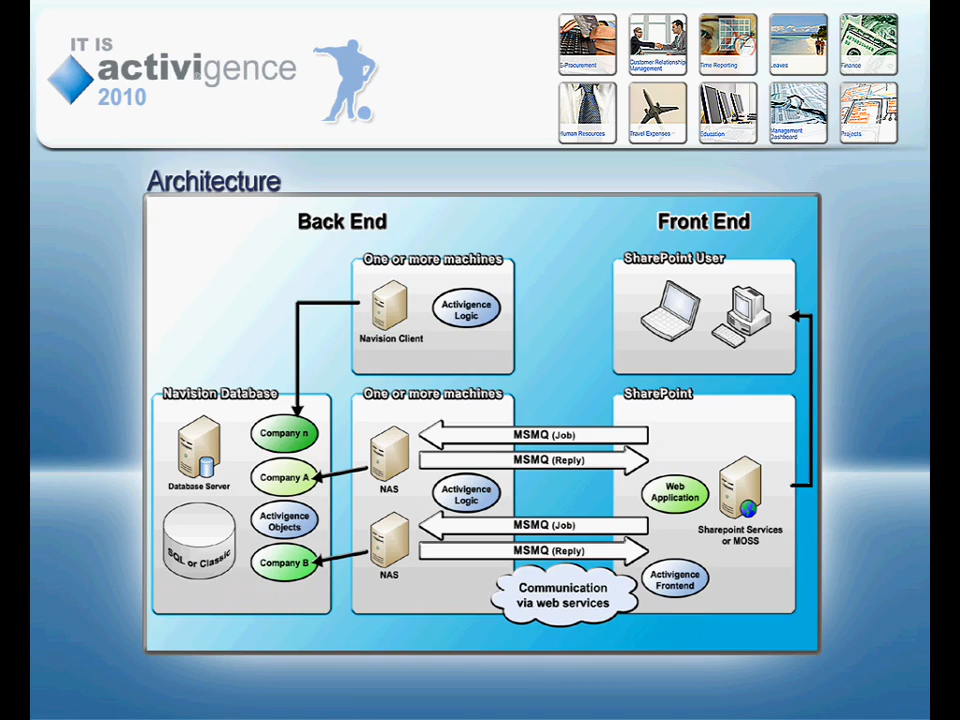 IT IS
activigence
2010
E-Procurement
Customer Relationship
Management
Time Reporting
Leaves
Finance
Human Resources
Travel Expenses
Education
Management
Dashboard
Projects
Architecture
Back End
Front End
One or more machines
SharePoint User
Activigence
Logic
Navision Client
Navision Database
One or more machines
SharePoint
Company n
MSMQ (Job)
MSMQ (Reply)
Company A
Database Server
NAS
Activigence
Logic
Web
Application
Activigence
Objects
MSMQ (Job)
Sharepoint Services
or MOSS
SQL or Classic
Company B
MSMQ (Reply)
NAS
Communication
via web services
Activigence
Frontend